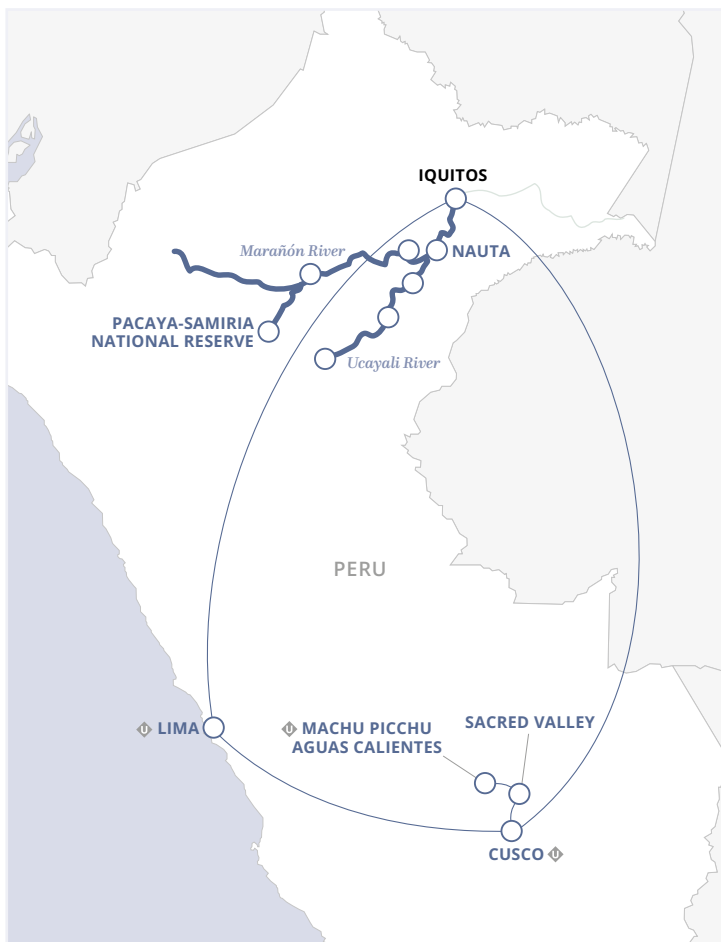 IQUITOS
Marañón River
NAUTA
PACAYA-SAMIRIA
NATIONAL RESERVE
Ucayali River
PERU
U LIMA
U MACHU PICCHU
AGUAS CALIENTES
SACRED VALLEY
CUSCO U